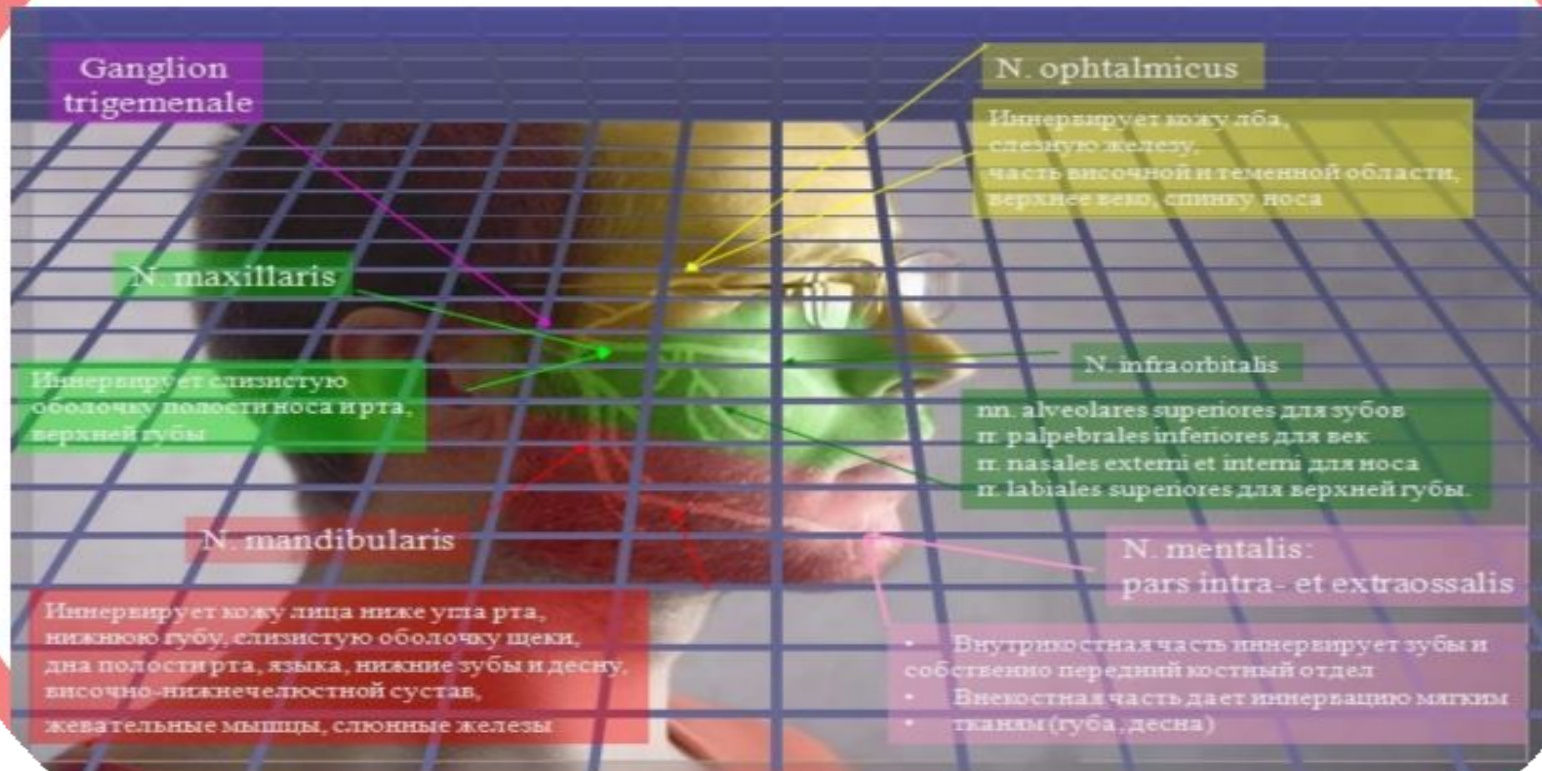 Ganglion
trigemenale
N. ophtalmicus
Иннервирует кожу лба,
слезную железу,
часть височной и теменной области,
верхнее веко, спинку носа
N. maxillaris
Иннервирует слизистую
оболочку полости носа и рта,
верхней губы
N. infraorbitalis
nn. alveolares superiores для зубов
rr. palpebrales inferiores для век
rr. nasales externi et interni для носа
rr. labiales superiores для верхней губы.
N. mandibularis
Иннервирует кожу лица ниже угла рта,
нижнюю губу, слизистую оболочку щеки,
дна полости рта, языка, нижние зубы и десну,
височно-нижнечелюстной сустав,
жевательные мышцы, слюнные железы
N. mentalis:
pars intra- et extraossalis
• Внутрикостная часть иннервирует зубы и
собственно передний костный отдел
• Внекостная часть дает иннервацию мягким
• тканям (губа, десна)